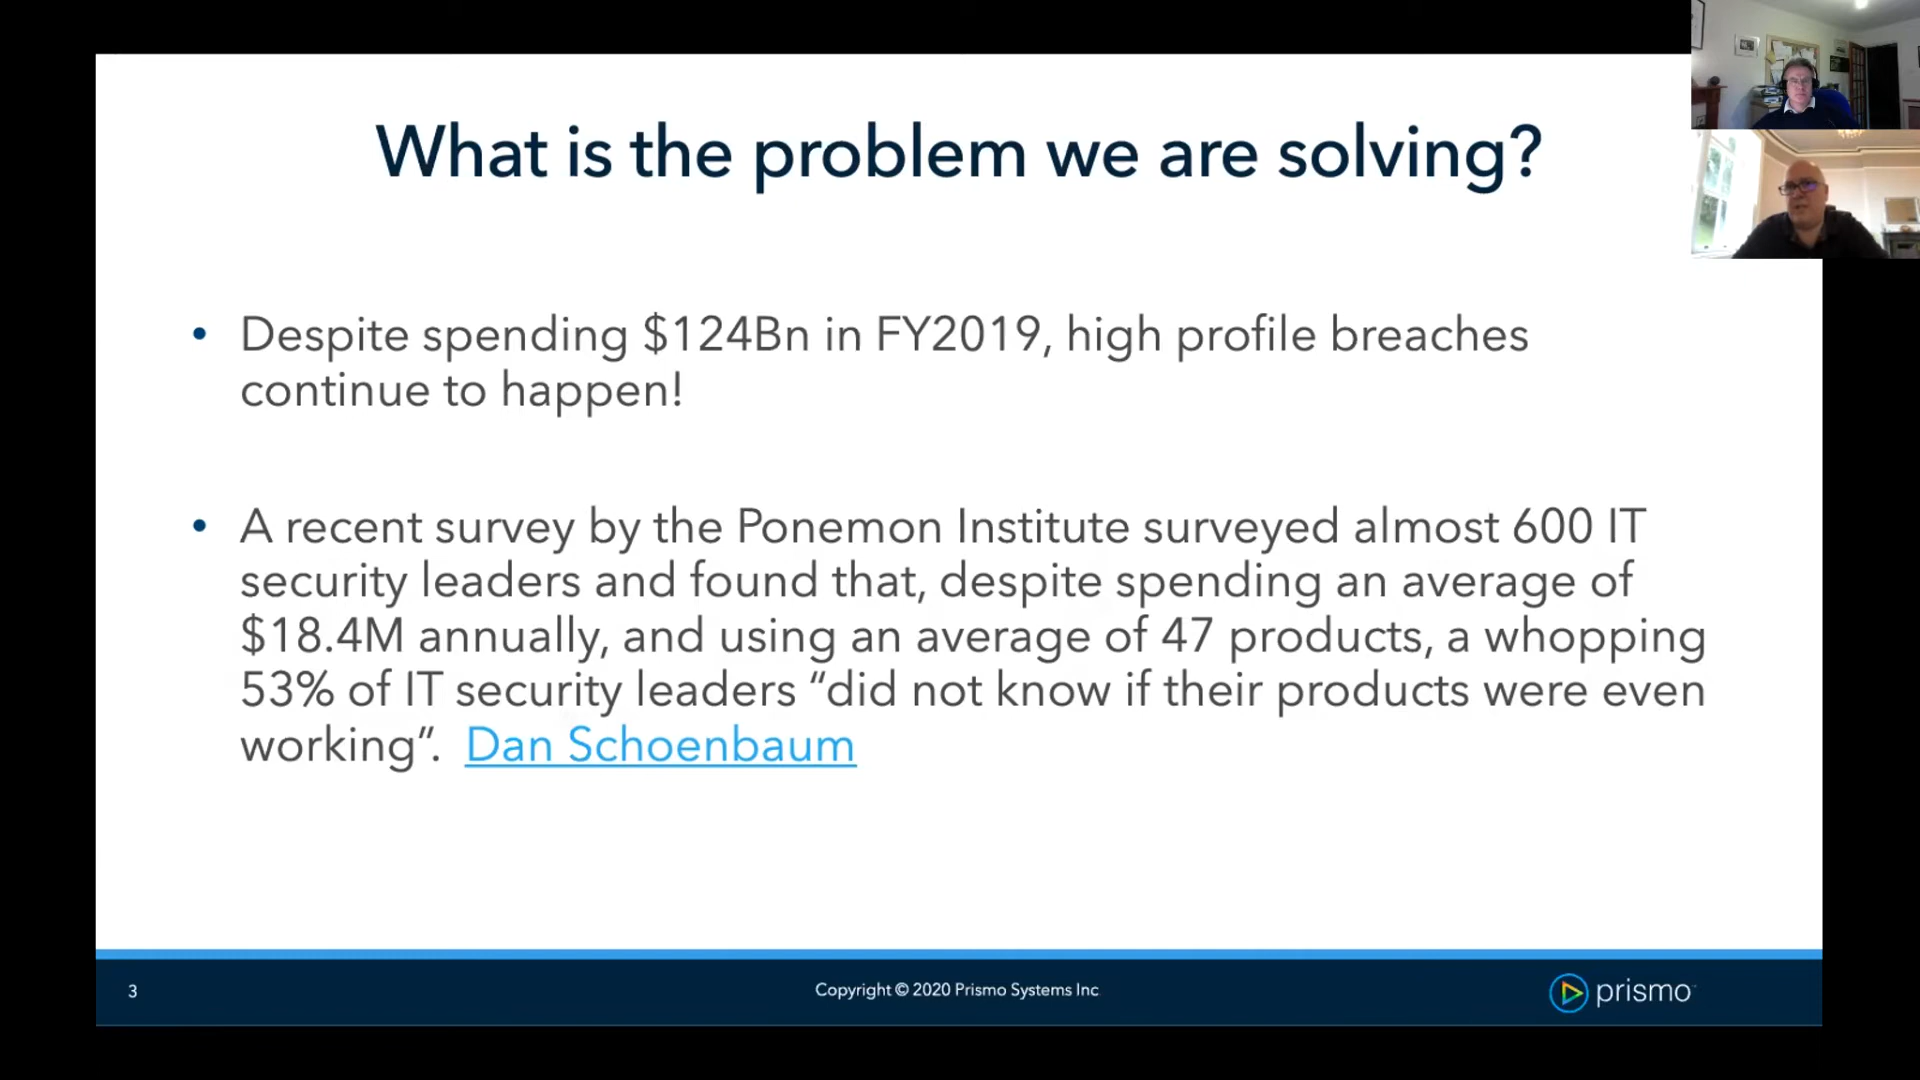 What is the problem we are solving?
• Despite spending $124Bn in FY2019, high profile breaches
continue to happen!
• A recent survey by the Ponemon Institute surveyed almost 600 IT
security leaders and found that, despite spending an average of
$18.4M annually, and using an average of 47 products, a whopping
53% of IT security leaders “did not know if their products were even
working”. Dan Schoenbaum
3
Copyright © 2020 Prismo Systems Inc
prismo